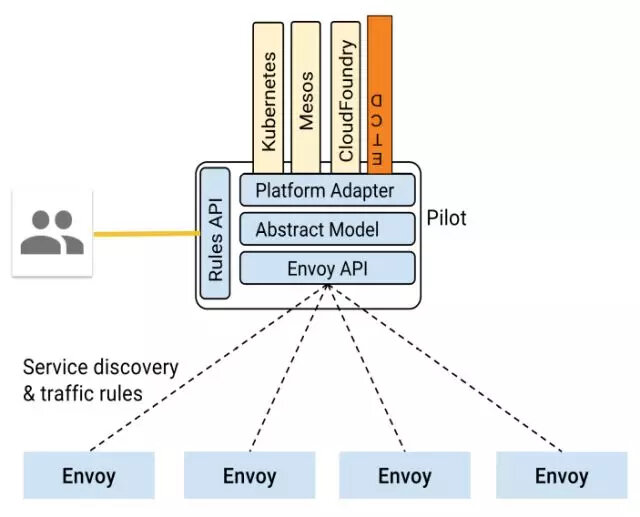 Kubernetes
Mesos
CloudFoundry
ETCD
Rules API
Platform Adapter
Abstract Model
Envoy API
Pilot
Service discovery
& traffic rules
Envoy
Envoy
Envoy
Envoy